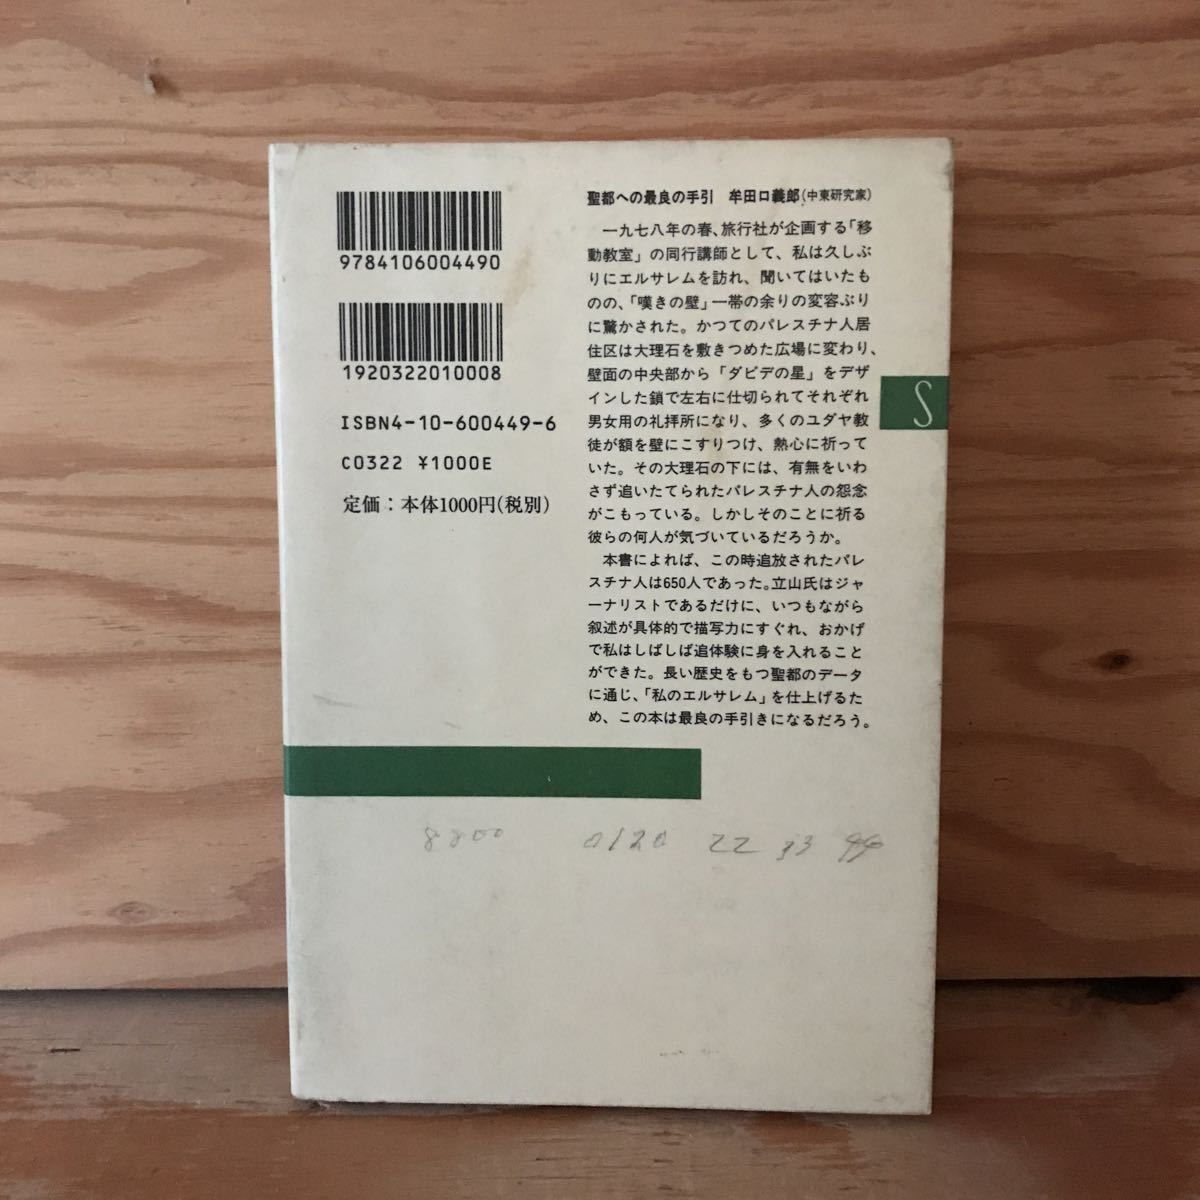 9784106004490
1920322010008
ISBN4-10-600449-6
C0322 ¥1000E
定価：本体1000円(税別)
聖都への最良の手引　牟田口義郎(中東研究家)
一九七八年の春、旅行社が企画する「移
動教室」の同行講師として、私は久しぶ
りにエルサレムを訪れ、聞いてはいたも
のの、「嘆きの壁」一帯の余りの変容ぶり
に驚かされた。かつてのパレスチナ人居
住区は大理石を敷きつめた広場に変わり、
壁面の中央部から「ダビデの星」をデザ
インした鎖で左右に仕切られてそれぞれ
男女用の礼拝所になり、多くのユダヤ教
徒が額を壁にこすりつけ、熱心に祈って
いた。その大理石の下には、有無をいわ
さず追いたてられたパレスチナ人の怨念
がこもっている。しかしそのことに祈る
彼らの何人が気づいているだろうか。
本書によれば、この時追放されたパレ
スチナ人は650人であった。立山氏はジャ
ーナリストであるだけに、いつもながら
叙述が具体的で描写力にすぐれ、おかげ
で私はしばしば追体験に身を入れること
ができた。長い歴史をもつ聖都のデータ
に通じ、「私のエルサレム」を仕上げるた
め、この本は最良の手引きになるだろう。
S
8800 0120 22 33 99